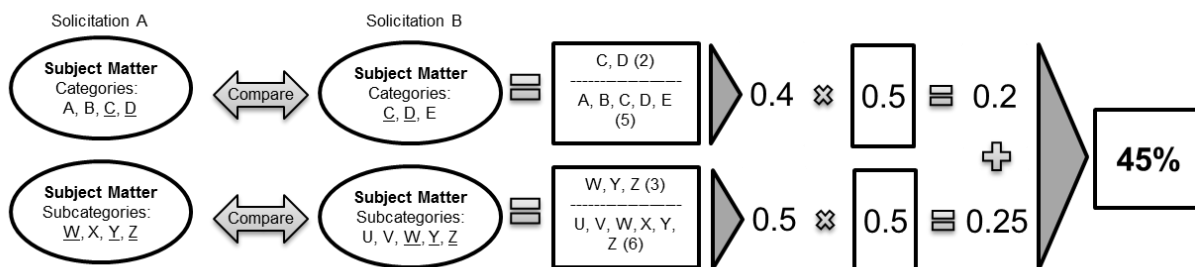 Solicitation A
Solicitation B
Subject Matter
Categories:
A, B, C, D
Compare
Subject Matter
Categories:
C, D, E
=
C, D (2)
----------------------
A, B, C, D, E
(5)
0.4 × 0.5 = 0.2
+
45%
Subject Matter
Subcategories:
W, X, Y, Z
Compare
Subject Matter
Subcategories:
U, V, W, Y, Z
=
W, Y, Z (3)
----------------------
U, V, W, X, Y,
Z (6)
0.5 × 0.5 = 0.25